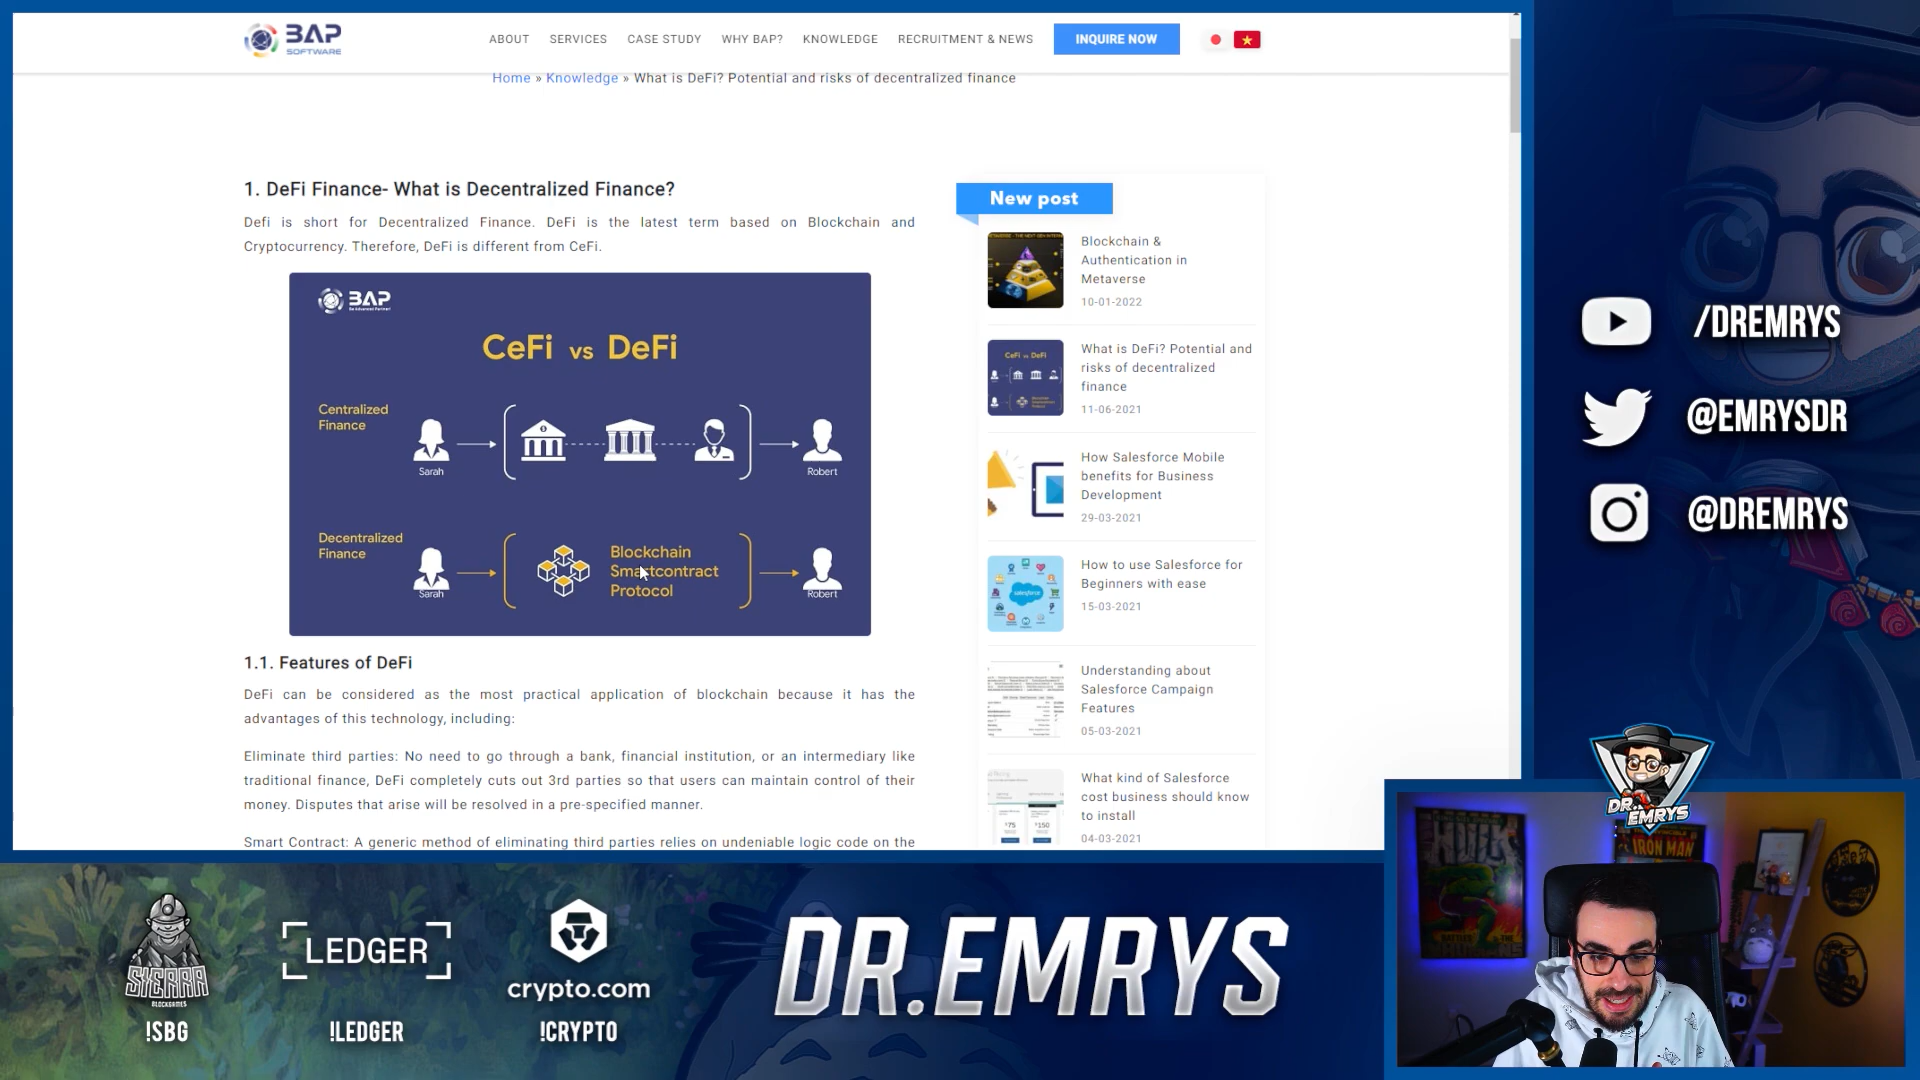 BAP
SOFTWARE
ABOUT
SERVICES
CASE STUDY
WHY BAP?
KNOWLEDGE
RECRUITMENT & NEWS
INQUIRE NOW
Home » Knowledge » What is DeFi? Potential and risks of decentralized finance
1. DeFi Finance- What is Decentralized Finance?
Defi is short for Decentralized Finance. DeFi is the latest term based on Blockchain and
Cryptocurrency. Therefore, DeFi is different from CeFi.
BAP
CeFi vs DeFi
Centralized
Finance
Sarah
Robert
Decentralized
Finance
Sarah
Blockchain
Smartcontract
Protocol
Robert
1.1. Features of DeFi
DeFi can be considered as the most practical application of blockchain because it has the
advantages of this technology, including:
Eliminate third parties: No need to go through a bank, financial institution, or an intermediary like
traditional finance, DeFi completely cuts out 3rd parties so that users can maintain control of their
money. Disputes that arise will be resolved in a pre-specified manner.
Smart Contract: A generic method of eliminating third parties relies on undeniable logic code on the
New post
Blockchain &
Authentication in
Metaverse
10-01-2022
CeFi vs DeFi
What is DeFi? Potential and
risks of decentralized
finance
11-06-2021
How Salesforce Mobile
benefits for Business
Development
29-03-2021
salesforce
How to use Salesforce for
Beginners with ease
15-03-2021
Understanding about
Salesforce Campaign
Features
05-03-2021
$75
$150
What kind of Salesforce
cost business should know
to install
04-03-2021
/DREMRYS
@EMRYSDR
@DREMRYS
DR.
EMRYS
IRON MAN
SIERRA
BLOCKGAMES
!SBG
LEDGER
!LEDGER
crypto.com
!CRYPTO
DR.EMRYS